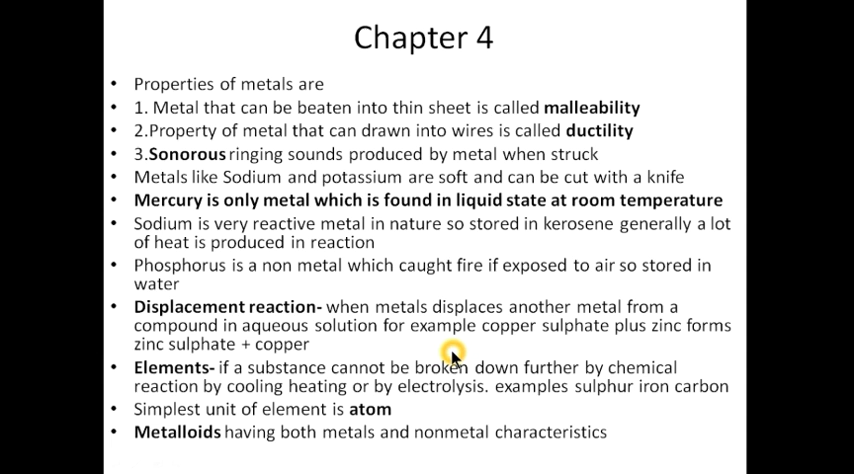 Chapter 4
• Properties of metals are
• 1. Metal that can be beaten into thin sheet is called malleability
• 2.Property of metal that can drawn into wires is called ductility
• 3.Sonorous ringing sounds produced by metal when struck
• Metals like Sodium and potassium are soft and can be cut with a knife
• Mercury is only metal which is found in liquid state at room temperature
• Sodium is very reactive metal in nature so stored in kerosene generally a lot
of heat is produced in reaction
• Phosphorus is a non metal which caught fire if exposed to air so stored in
water
• Displacement reaction- when metals displaces another metal from a
compound in aqueous solution for example copper sulphate plus zinc forms
zinc sulphate + copper
• Elements- if a substance cannot be broken down further by chemical
reaction by cooling heating or by electrolysis. examples sulphur iron carbon
• Simplest unit of element is atom
• Metalloids having both metals and nonmetal characteristics